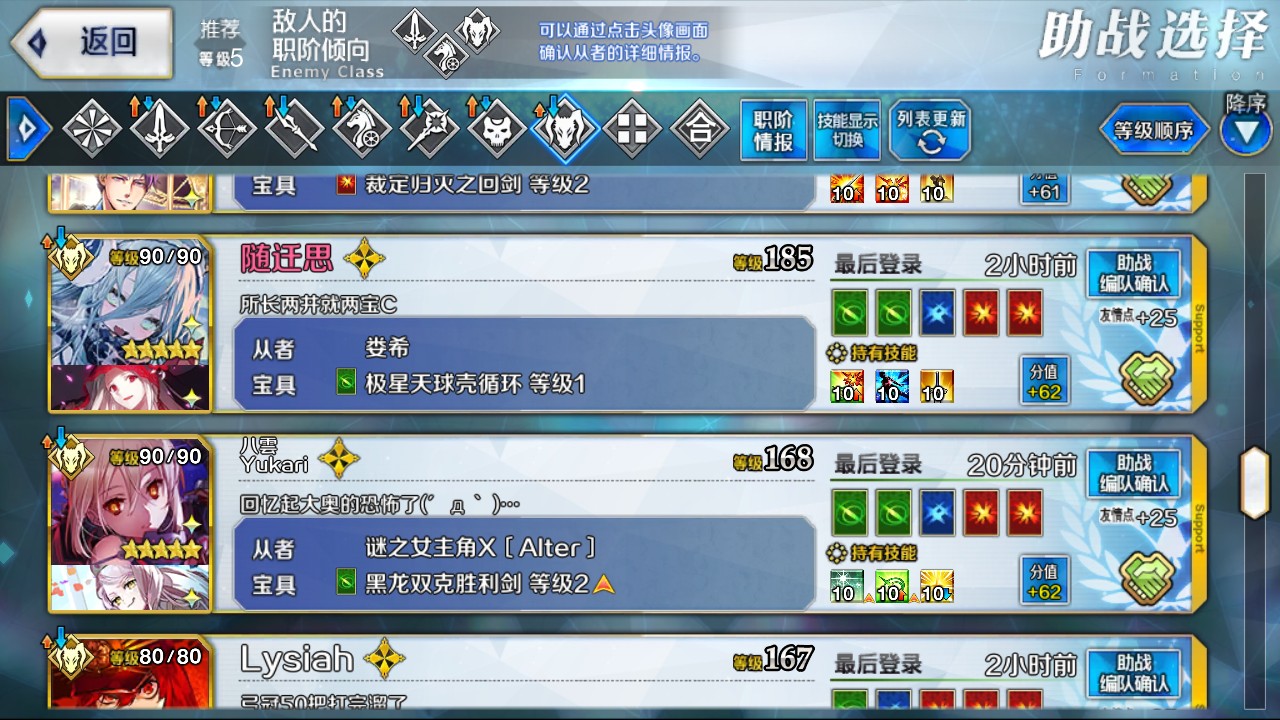 返回
推荐
等级5
敌人的
职阶倾向
Enemy Class
可以通过点击头像画面
确认从者的详细情报。
助战选择
Formation
合
职阶
情报
技能显示
切换
列表更新
等级顺序
降序
宝具 裁定归灭之回剑 等级2
10 10 10
分值
+61
等级90/90
随迁思
等级185
最后登录 2小时前
助战
编队确认
所长两井就两宝C
友情点+25
从者 娄希
持有技能
宝具 极星天球壳循环 等级1
10 10 10
分值
+62
Support
等级90/90
八雲
Yukari
等级168
最后登录 20分钟前
助战
编队确认
回忆起大奥的恐怖了(´ д ` )…
友情点+25
从者 谜之女主角X［Alter］
持有技能
宝具 黑龙双克胜利剑 等级2
10 10 10
分值
+62
Support
等级80/80
Lysiah
等级167
最后登录 2小时前
助战
编队确认
弓冠50把打完溜了